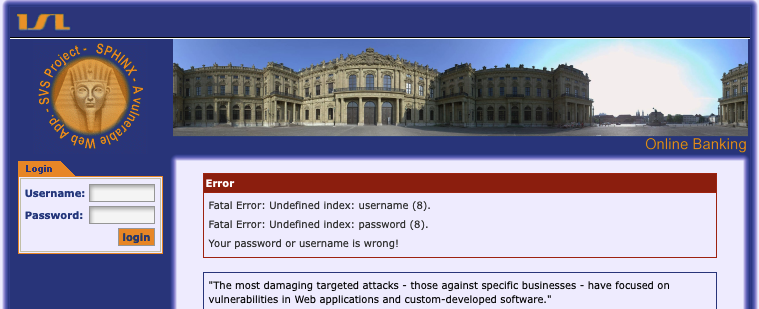 SVS Project - SPHINX - A vulnerable Web App. -
Online Banking
Login
Username:
Password:
login
Error
Fatal Error: Undefined index: username (8).
Fatal Error: Undefined index: password (8).
Your password or username is wrong!
"The most damaging targeted attacks - those against specific businesses - have focused on
vulnerabilities in Web applications and custom-developed software."